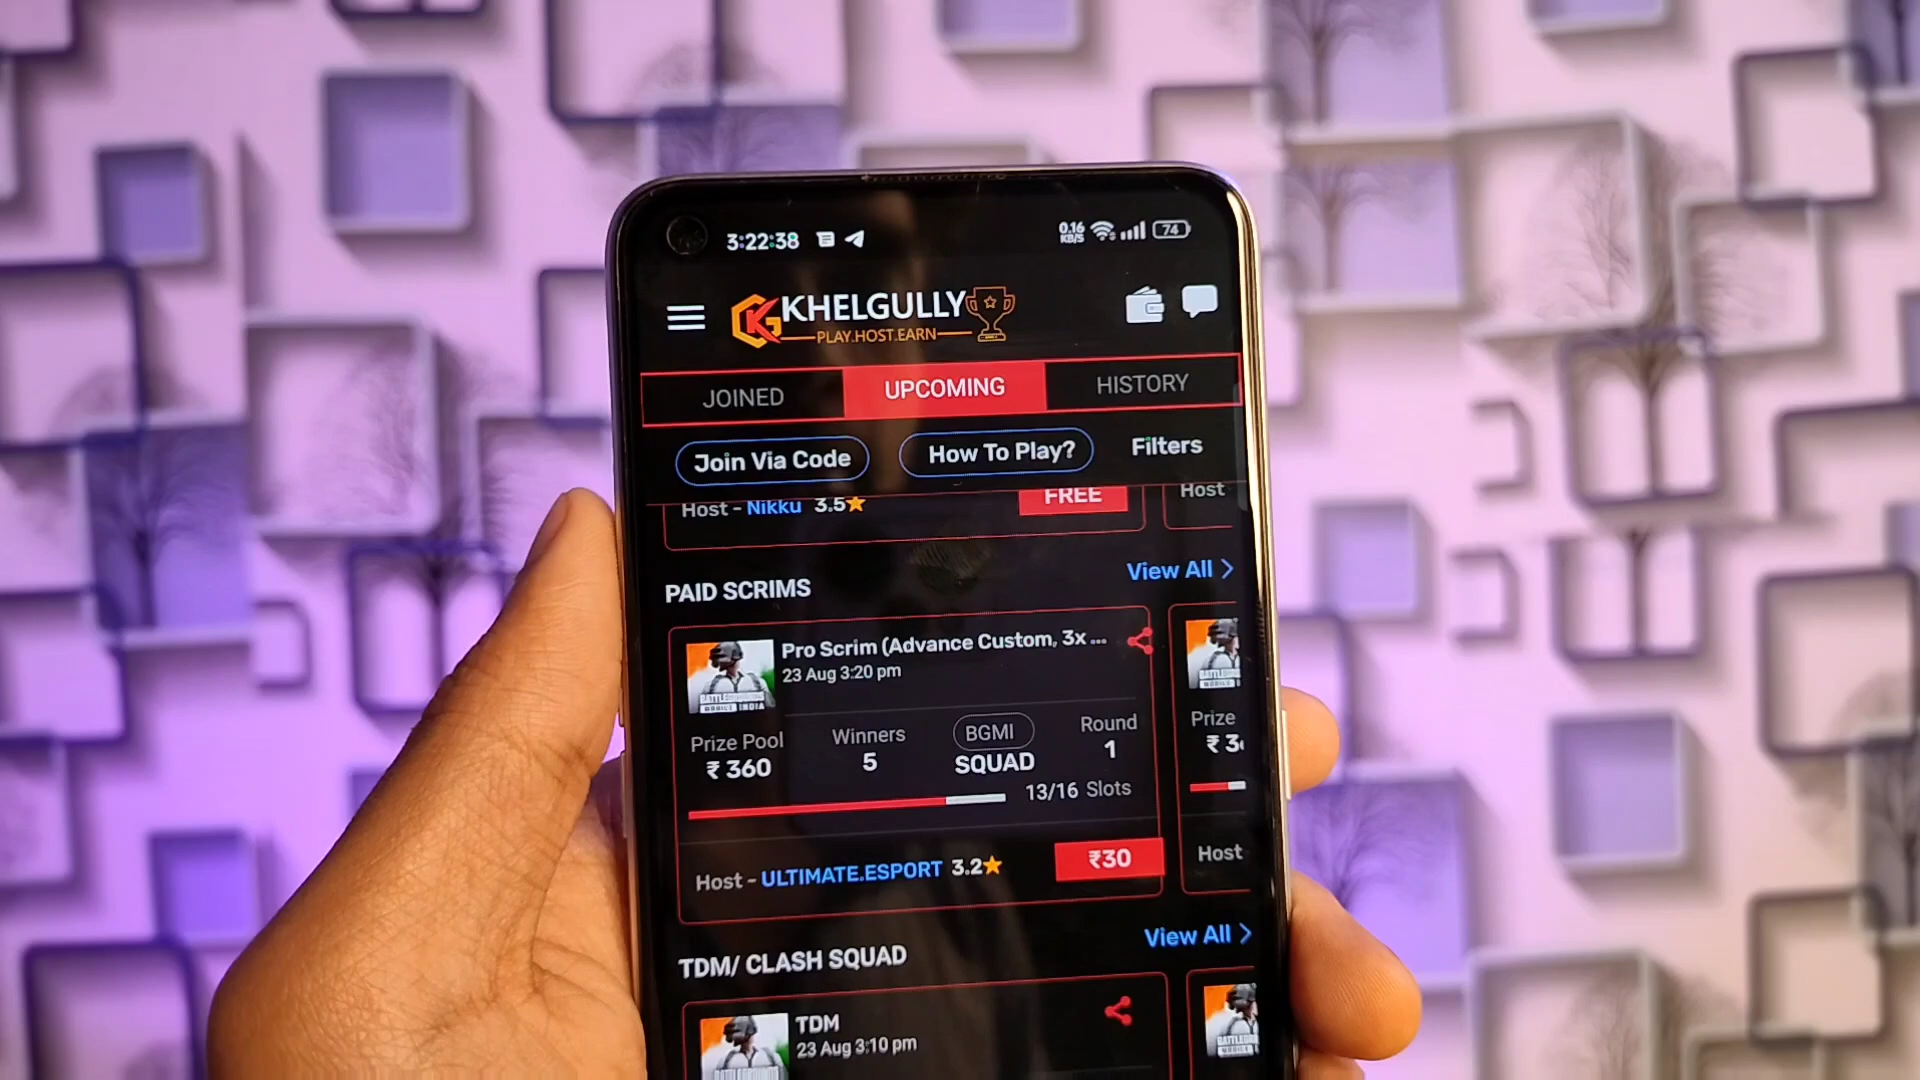 3:22:38
0.16 KB/S
74
KHELGULLY
PLAY.HOST.EARN
JOINED
UPCOMING
HISTORY
Join Via Code
How To Play?
Filters
Host - Nikku 3.5
FREE
Host
PAID SCRIMS
View All >
Pro Scrim (Advance Custom, 3x ...
23 Aug 3:20 pm
BATTLEGROUNDS
MOBILE INDIA
Prize Pool
₹ 360
Winners
5
BGMI
SQUAD
Round
1
13/16 Slots
Host - ULTIMATE.ESPORT 3.2
₹30
Prize
Host
TDM/ CLASH SQUAD
View All >
TDM
23 Aug 3:10 pm